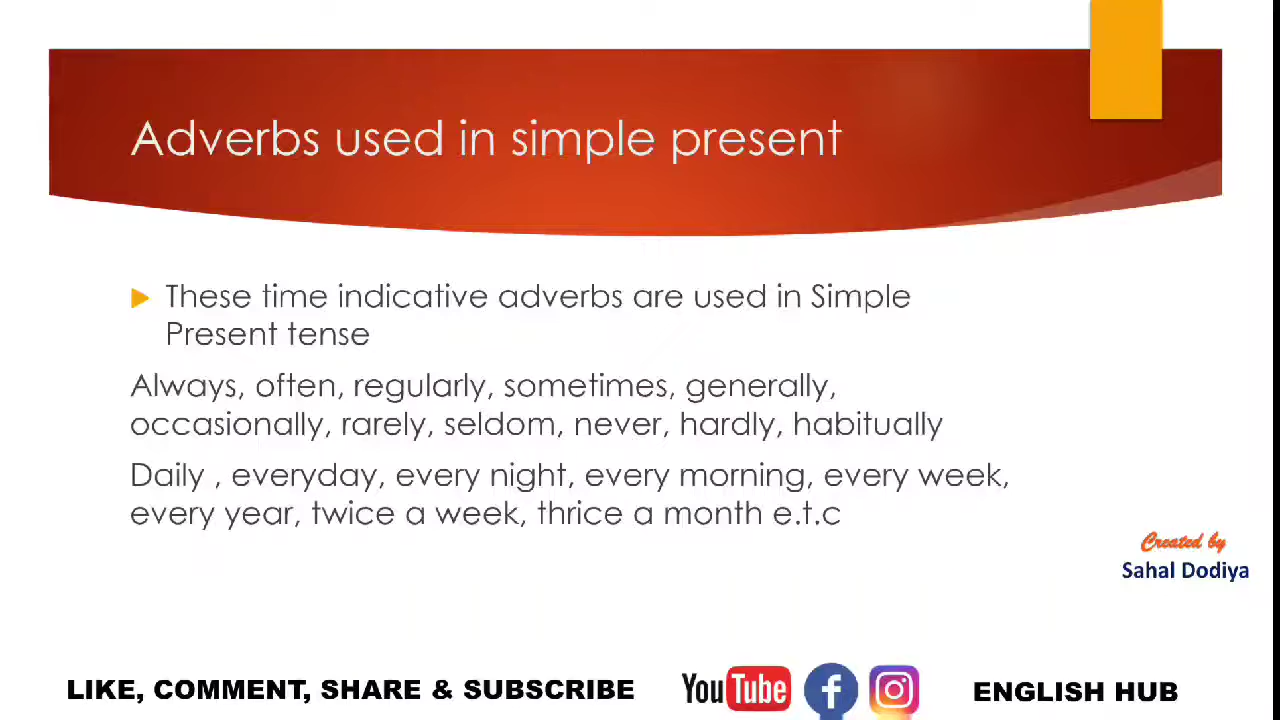 Adverbs used in simple present
These time indicative adverbs are used in Simple
Present tense
Always, often, regularly, sometimes, generally,
occasionally, rarely, seldom, never, hardly, habitually
Daily , everyday, every night, every morning, every week,
every year, twice a week, thrice a month e.t.c
Created by
Sahal Dodiya
LIKE, COMMENT, SHARE & SUBSCRIBE YouTube f ENGLISH HUB